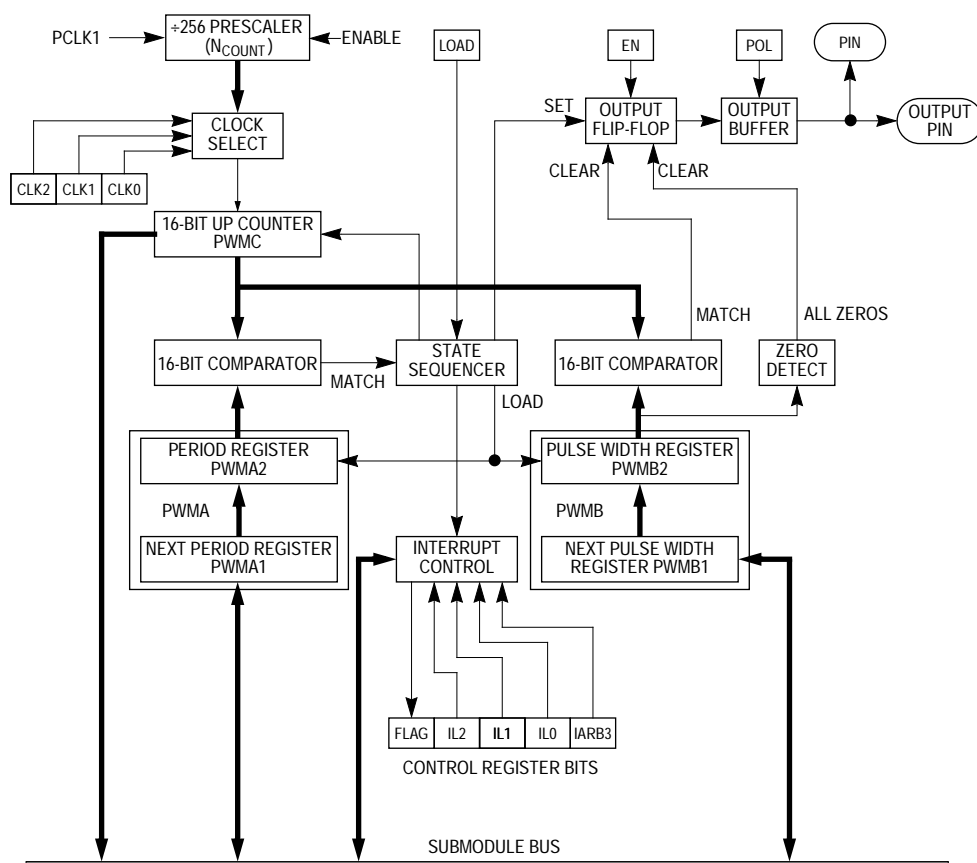 ÷256 PRESCALER
(NCOUNT)
PCLK1
ENABLE
LOAD
EN
POL
PIN
SET
OUTPUT
FLIP-FLOP
OUTPUT
BUFFER
OUTPUT
PIN
CLOCK
SELECT
CLEAR
CLEAR
CLK2
CLK1
CLK0
16-BIT UP COUNTER
PWMC
MATCH
ALL ZEROS
16-BIT COMPARATOR
MATCH
STATE
SEQUENCER
16-BIT COMPARATOR
ZERO
DETECT
LOAD
PERIOD REGISTER
PWMA2
PULSE WIDTH REGISTER
PWMB2
PWMA
PWMB
NEXT PERIOD REGISTER
PWMA1
INTERRUPT
CONTROL
NEXT PULSE WIDTH
REGISTER PWMB1
FLAG
IL2
IL1
IL0
IARB3
CONTROL REGISTER BITS
SUBMODULE BUS